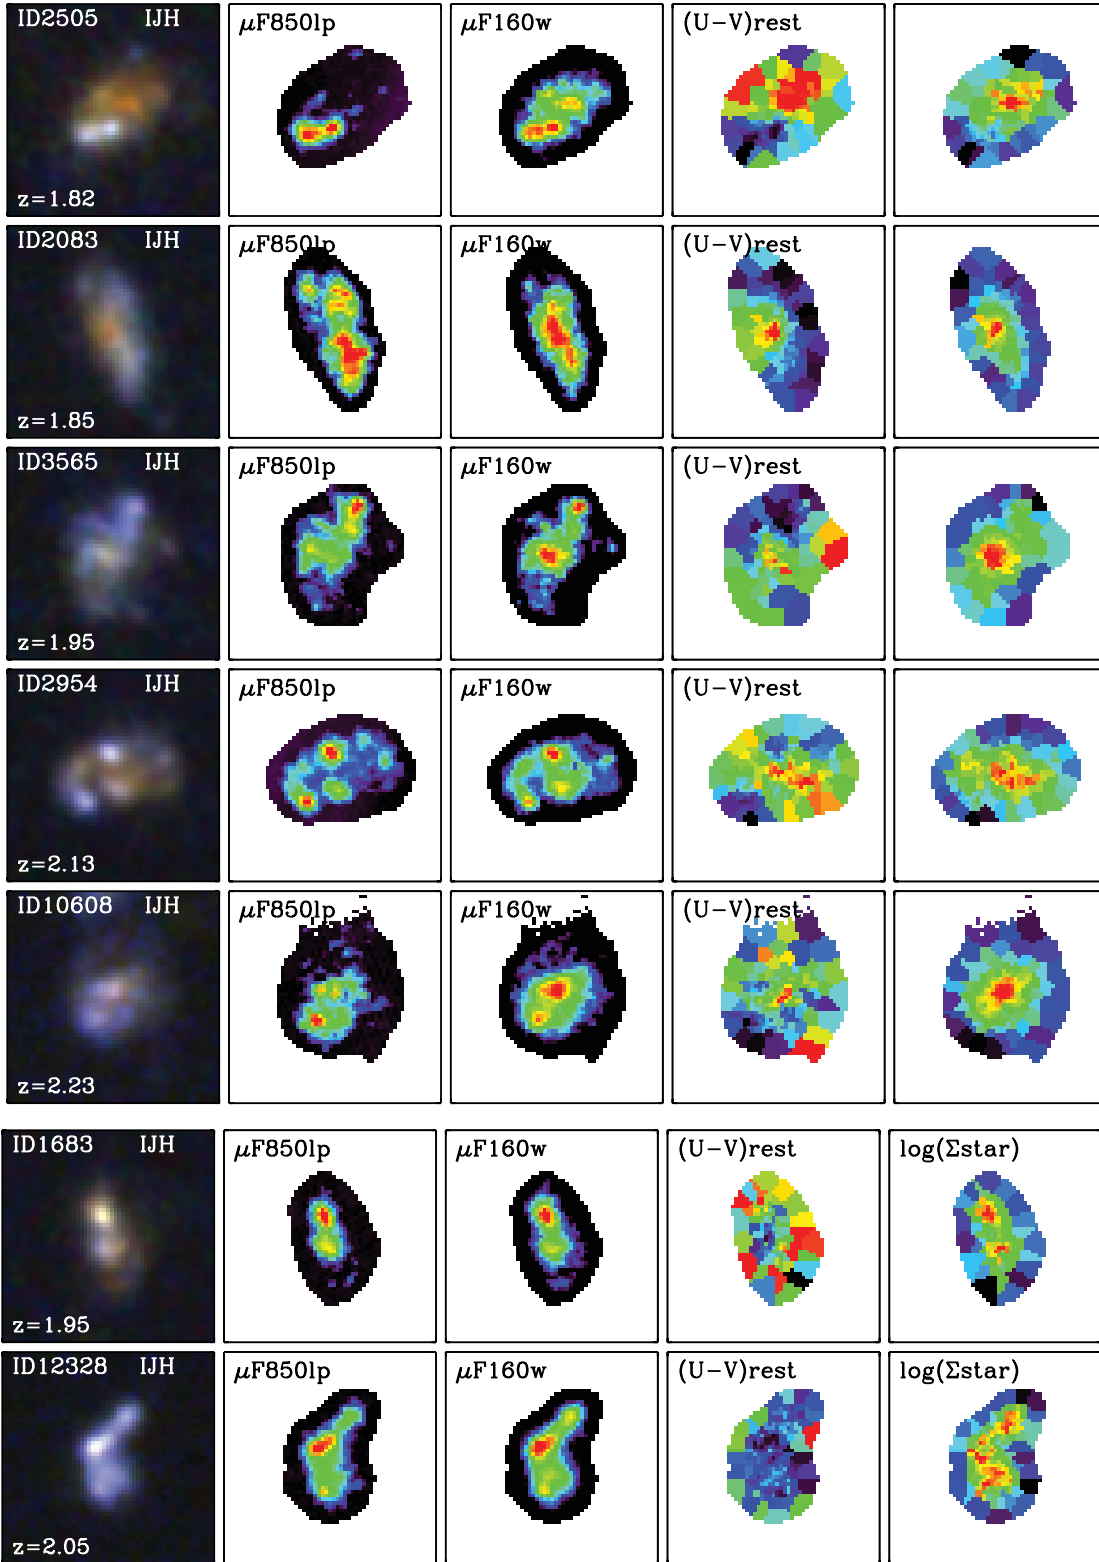 ID2505 IJH μF850lp μF160w (U−V)rest
z=1.82
ID2083 IJH μF850lp μF160w (U−V)rest
z=1.85
ID3565 IJH μF850lp μF160w (U−V)rest
z=1.95
ID2954 IJH μF850lp μF160w (U−V)rest
z=2.13
ID10608 IJH μF850lp μF160w (U−V)rest
z=2.23
ID1683 IJH μF850lp μF160w (U−V)rest log(Σstar)
z=1.95
ID12328 IJH μF850lp μF160w (U−V)rest log(Σstar)
z=2.05